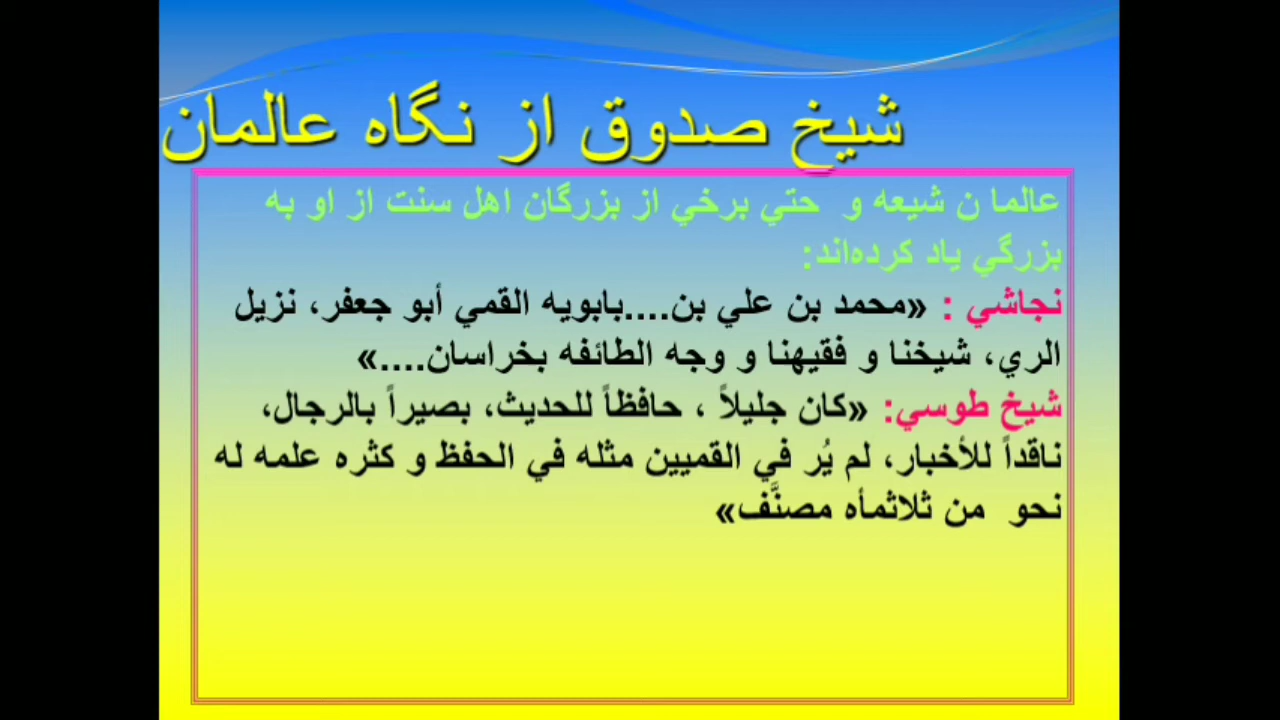 شیخ صدوق از نگاه عالمان
عالما ن شيعه و حتي برخي از بزرگان اهل سنت از او به
بزرگي ياد كرده‌اند:
نجاشي : «محمد بن علي بن....بابويه القمي أبو جعفر، نزيل
الري، شيخنا و فقيهنا و وجه الطائفه بخراسان....»
شيخ طوسي: «كان جليلاً ، حافظاً للحديث، بصيراً بالرجال،
ناقداً للأخبار، لم يُر في القميين مثله في الحفظ و كثره علمه له
نحو من ثلاثمأه مصنَّف»